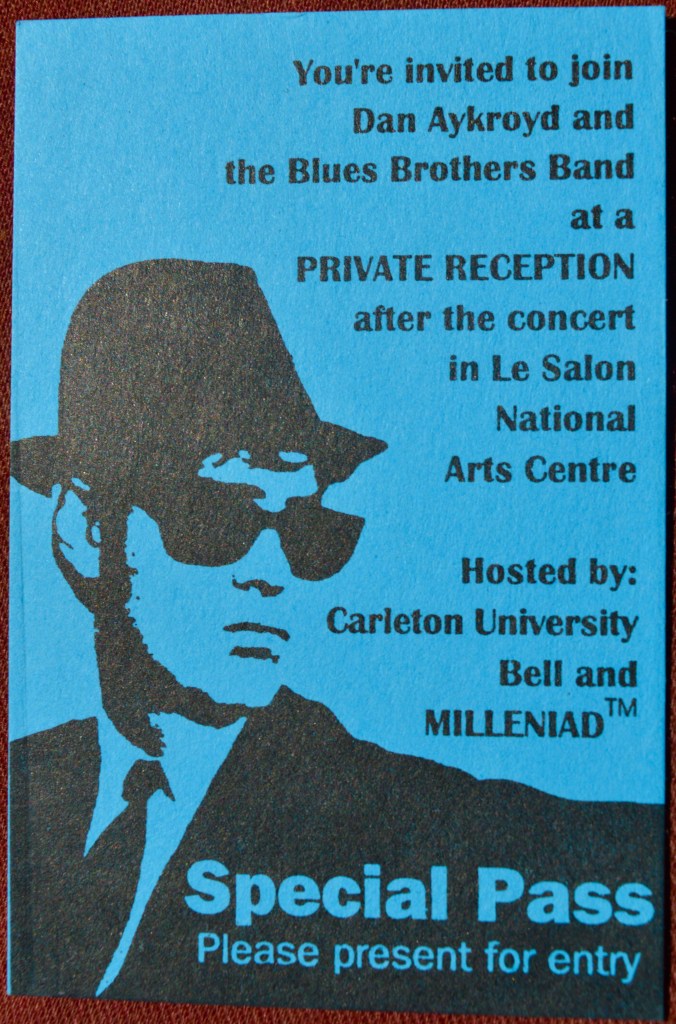 You're invited to join
Dan Aykroyd and
the Blues Brothers Band
at a
PRIVATE RECEPTION
after the concert
in Le Salon
National
Arts Centre
Hosted by:
Carleton University
Bell and
MILLENIAD™
Special Pass
Please present for entry